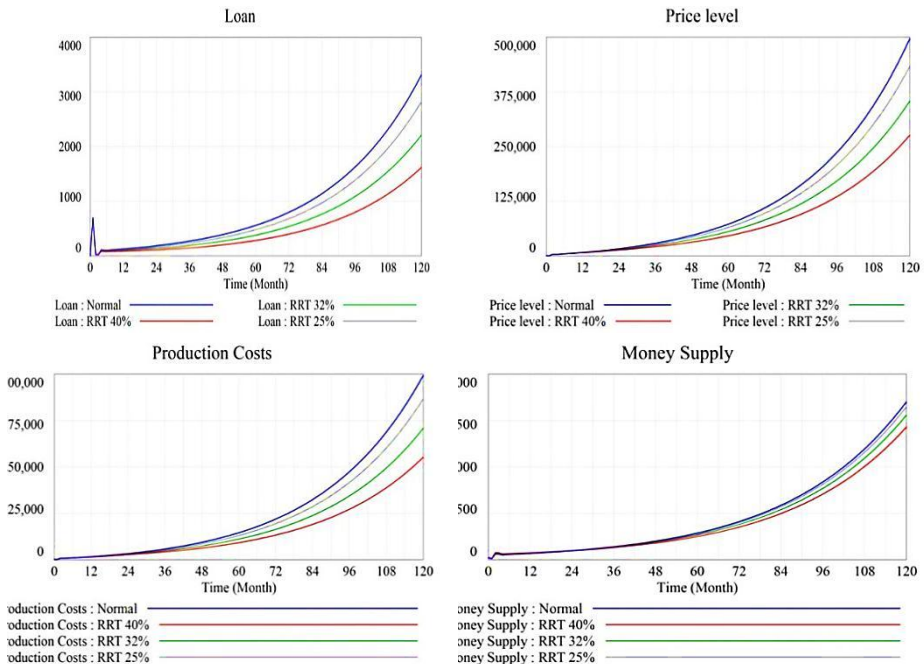 Loan
4000
3000
2000
1000
0
0 12 24 36 48 60 72 84 96 108 120
Time (Month)
Loan : Normal Loan : RRT 32%
Loan : RRT 40% Loan : RRT 25%
Price level
500,000
375,000
250,000
125,000
0
0 12 24 36 48 60 72 84 96 108 120
Time (Month)
Price level : Normal Price level : RRT 32%
Price level : RRT 40% Price level : RRT 25%
Production Costs
00,000
75,000
50,000
25,000
0
0 12 24 36 48 60 72 84 96 108 120
Time (Month)
roduction Costs : Normal
roduction Costs : RRT 40%
roduction Costs : RRT 32%
roduction Costs : RRT 25%
Money Supply
000
500
000
500
0
0 12 24 36 48 60 72 84 96 108 120
Time (Month)
oney Supply : Normal
oney Supply : RRT 40%
oney Supply : RRT 32%
oney Supply : RRT 25%